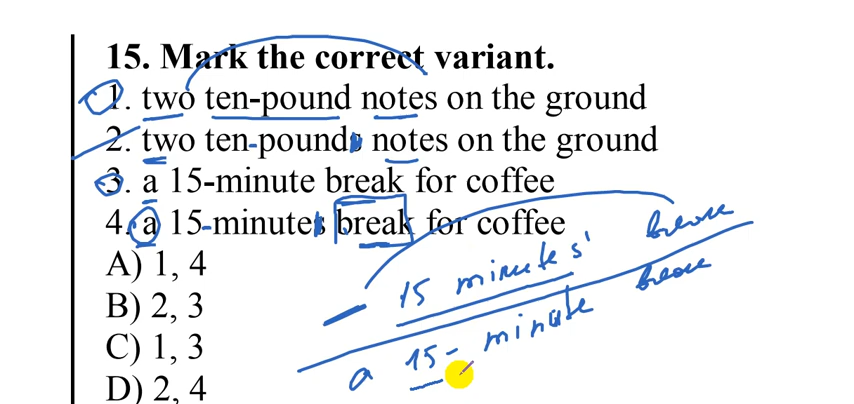 15. Mark the correct variant.
1. two ten-pound notes on the ground
2. two ten-pounds notes on the ground
3. a 15-minute break for coffee
4. a 15-minutes break for coffee
A) 1, 4
B) 2, 3
C) 1, 3
D) 2, 4
15 minutes'
a 15- minute